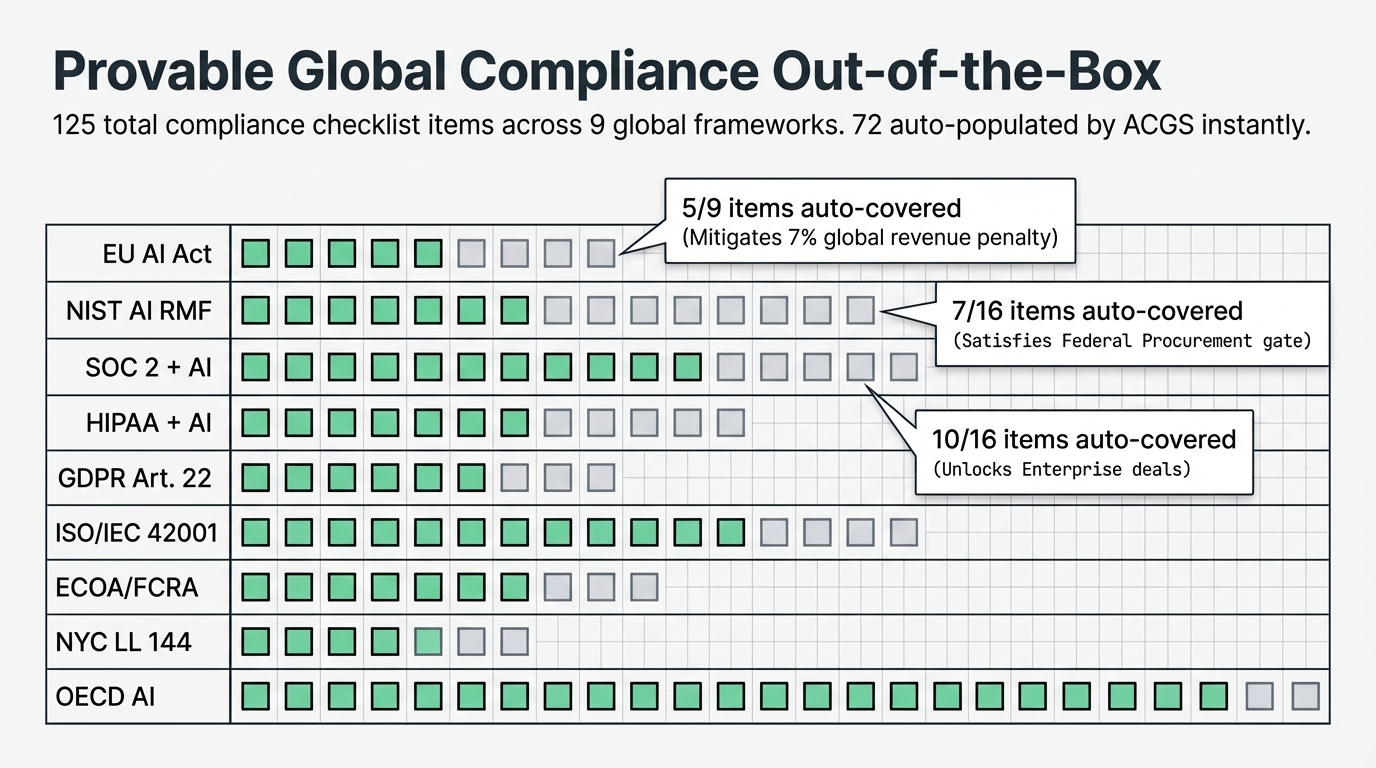 Provable Global Compliance Out-of-the-Box
125 total compliance checklist items across 9 global frameworks. 72 auto-populated by ACGS instantly.
5/9 items auto-covered
(Mitigates 7% global revenue penalty)
EU AI Act
NIST AI RMF
7/16 items auto-covered
(Satisfies Federal Procurement gate)
SOC 2 + AI
HIPAA + AI
10/16 items auto-covered
(Unlocks Enterprise deals)
GDPR Art. 22
ISO/IEC 42001
ECOA/FCRA
NYC LL 144
OECD AI